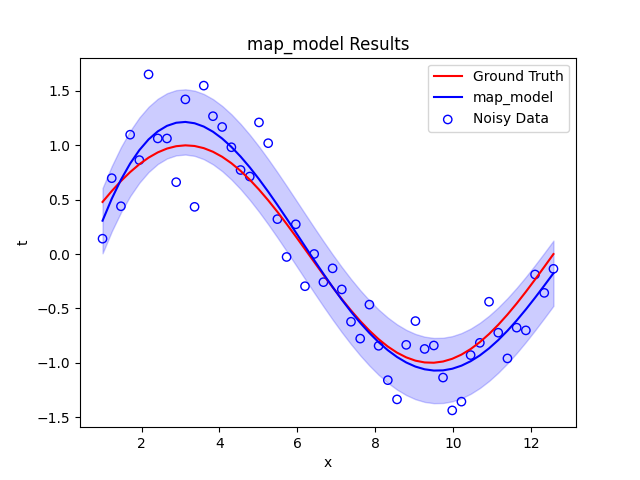 map_model Results
Ground Truth
map_model
Noisy Data
1.5
1.0
0.5
0.0
−0.5
−1.0
−1.5
t
2 4 6 8 10 12
x